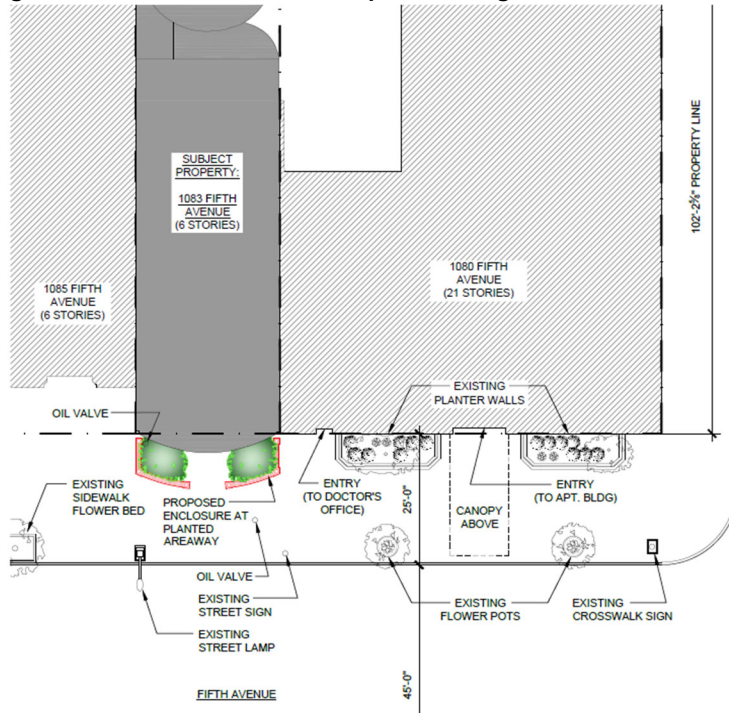 SUBJECT
PROPERTY:
1083 FIFTH
AVENUE
(6 STORIES)
102'-2⅝" PROPERTY LINE
1085 FIFTH
AVENUE
(6 STORIES)
1080 FIFTH
AVENUE
(21 STORIES)
OIL VALVE
EXISTING
PLANTER WALLS
EXISTING
SIDEWALK
FLOWER BED
PROPOSED
ENCLOSURE AT
PLANTED
AREAWAY
ENTRY
(TO DOCTOR'S
OFFICE)
25'-0"
CANOPY
ABOVE
ENTRY
(TO APT. BLDG)
OIL VALVE
EXISTING
STREET SIGN
EXISTING
STREET LAMP
EXISTING
FLOWER POTS
EXISTING
CROSSWALK SIGN
FIFTH AVENUE
45'-0"